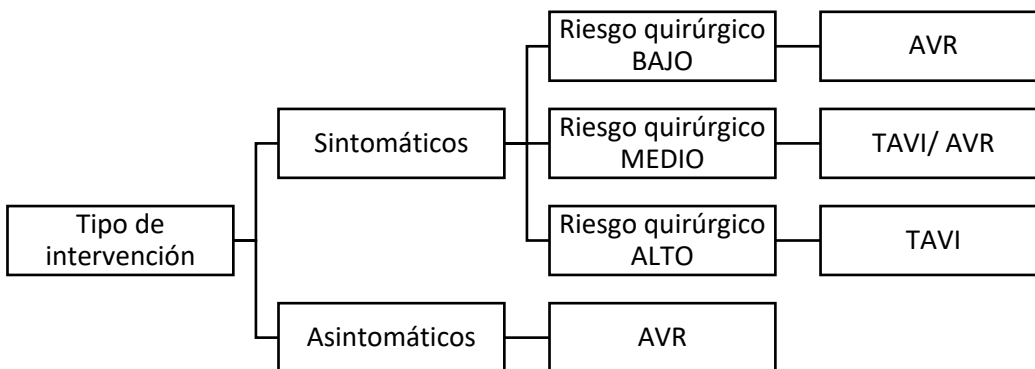 Tipo de
intervención
Sintomáticos
Riesgo quirúrgico
BAJO
AVR
Riesgo quirúrgico
MEDIO
TAVI/ AVR
Riesgo quirúrgico
ALTO
TAVI
Asintomáticos
AVR